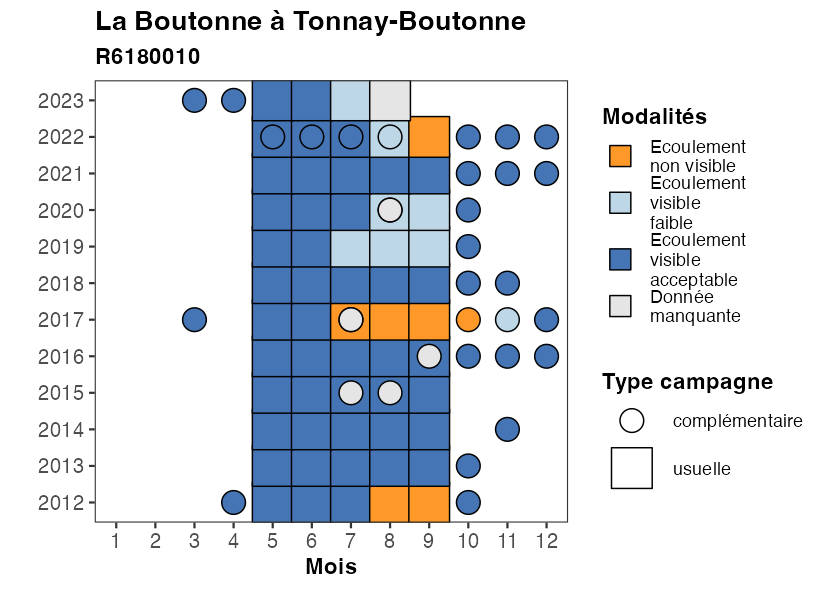 La Boutonne à Tonnay-Boutonne
R6180010
2023
2022
2021
2020
2019
2018
2017
2016
2015
2014
2013
2012
1 2 3 4 5 6 7 8 9 10 11 12
Mois
Modalités
Ecoulement
non visible
Ecoulement
visible
faible
Ecoulement
visible
acceptable
Donnée
manquante
Type campagne
complémentaire
usuelle